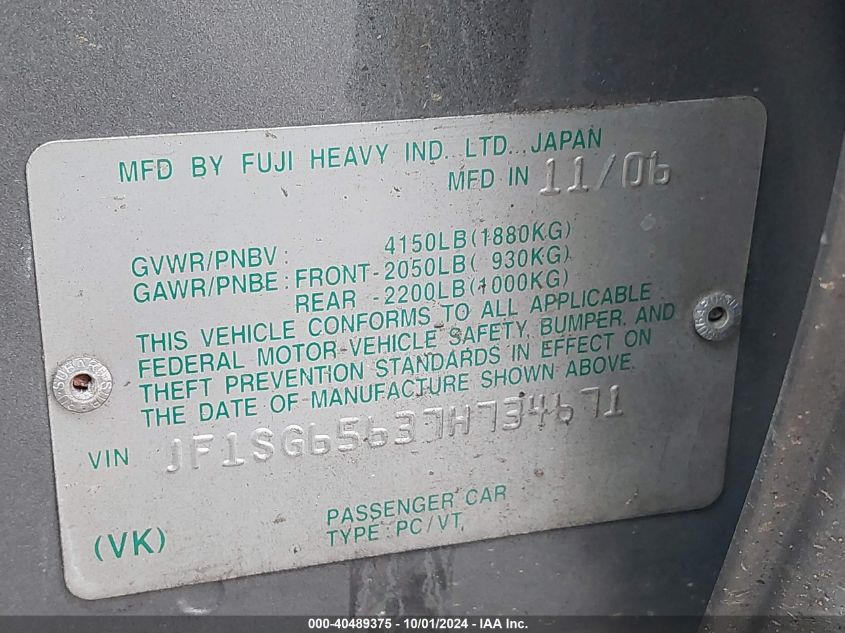 MFD BY FUJI HEAVY IND. LTD. JAPAN
MFD IN 11/06
GVWR/PNBV: 4150LB(1880KG)
GAWR/PNBE: FRONT-2050LB( 930KG)
REAR -2200LB(1000KG)
THIS VEHICLE CONFORMS TO ALL APPLICABLE
FEDERAL MOTOR VEHICLE SAFETY, BUMPER, AND
THEFT PREVENTION STANDARDS IN EFFECT ON
THE DATE OF MANUFACTURE SHOWN ABOVE.
VIN JF1SG65637H734671
PASSENGER CAR
(VK) TYPE: PC/VT
000-40489375 - 10/01/2024 - IAA Inc.